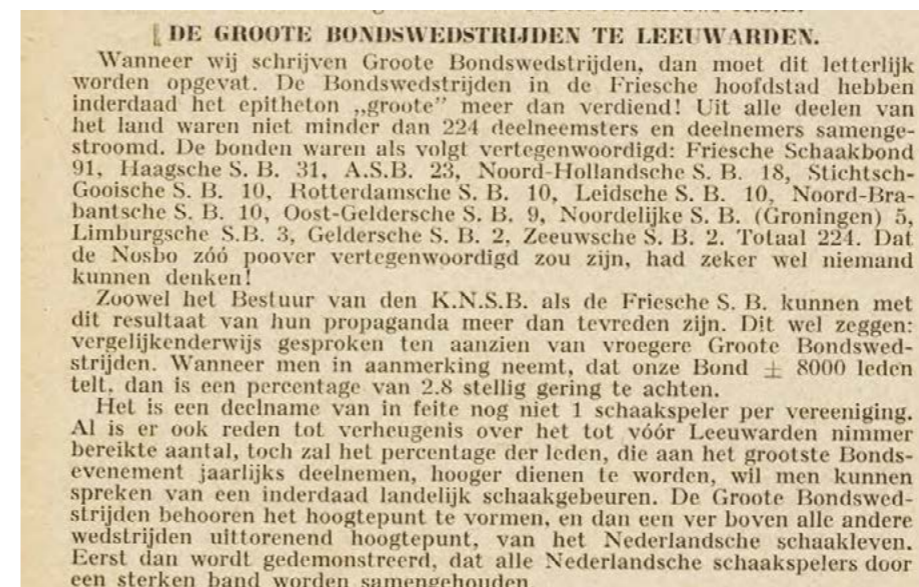 DE GROOTE BONDSWEDSTRIJDEN TE LEEUWARDEN.
Wanneer wij schrijven Groote Bondswedstrijden, dan moet dit letterlijk
worden opgevat. De Bondswedstrijden in de Friesche hoofdstad hebben
inderdaad het epitheton „groote” meer dan verdiend! Uit alle deelen van
het land waren niet minder dan 224 deelneemsters en deelnemers samenge-
stroomd. De bonden waren als volgt vertegenwoordigd: Friesche Schaakbond
91, Haagsche S. B. 31, A.S.B. 23, Noord-Hollandsche S. B. 18, Stichtsch-
Gooische S. B. 10, Rotterdamsche S. B. 10, Leidsche S. B. 10, Noord-Bra-
bantsche S. B. 10, Oost-Geldersche S. B. 9, Noordelijke S. B. (Groningen) 5,
Limburgsche S.B. 3, Geldersche S. B. 2, Zeeuwsche S. B. 2. Totaal 224. Dat
de Nosbo zóó poover vertegenwoordigd zou zijn, had zeker wel niemand
kunnen denken!
Zoowel het Bestuur van den K.N.S.B. als de Friesche S. B. kunnen met
dit resultaat van hun propaganda meer dan tevreden zijn. Dit wel zeggen:
vergelijkenderwijs gesproken ten aanzien van vroegere Groote Bondswed-
strijden. Wanneer men in aanmerking neemt, dat onze Bond ± 8000 leden
telt, dan is een percentage van 2.8 stellig gering te achten.
Het is een deelname van in feite nog niet 1 schaakspeler per vereeniging.
Al is er ook reden tot verheugenis over het tot vóór Leeuwarden nimmer
bereikte aantal, toch zal het percentage der leden, die aan het grootste Bonds-
evenement jaarlijks deelnemen, hooger dienen te worden, wil men kunnen
spreken van een inderdaad landelijk schaakgebeuren. De Groote Bondswed-
strijden behooren het hoogtepunt te vormen, en dan een ver boven alle andere
wedstrijden uittorenend hoogtepunt, van het Nederlandsche schaakleven.
Eerst dan wordt gedemonstreerd, dat alle Nederlandsche schaakspelers door
een sterken band worden samengehouden